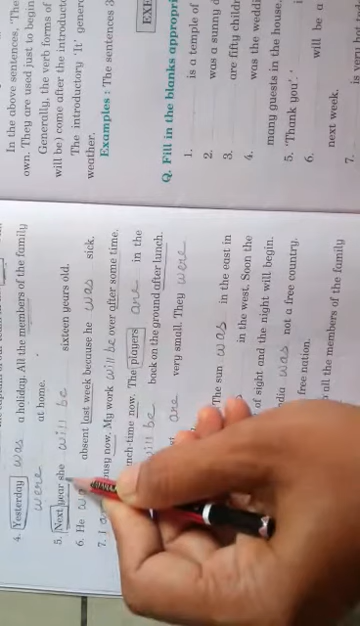 In the above sentences, 'The
own. They are used just to begin
Generally, the verb forms of
will be) come after the introducto
The introductory 'It' genera
weather.
Examples : The sentences 3
EXE
Q. Fill in the blanks appropri
1. is a temple of
2. was a sunny d
3. are fifty childr
4. was the weddi
many guests in the house.
5. 'Thank you'.
6. will be a
next week.
7. is very hot
4. Yesterday was a holiday. All the members of the family
were at home.
5. Next year she will be sixteen years old.
6. He absent last week because he was sick.
7. I a busy now. My work will be over after some time.
nch-time now. The players are in the
ill be book on the ground after lunch.
are very small. They were
The sun was in the east in
in the west. Soon the
of sight and the night will begin.
dia was not a free country.
free nation.
all the members of the family